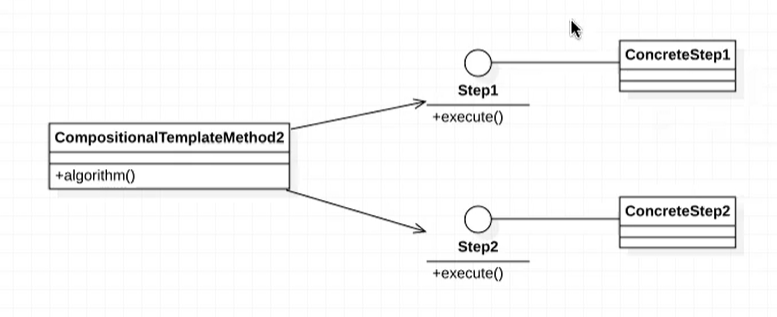 ConcreteStep1
Step1
+execute()
CompositionalTemplateMethod2
+algorithm()
ConcreteStep2
Step2
+execute()